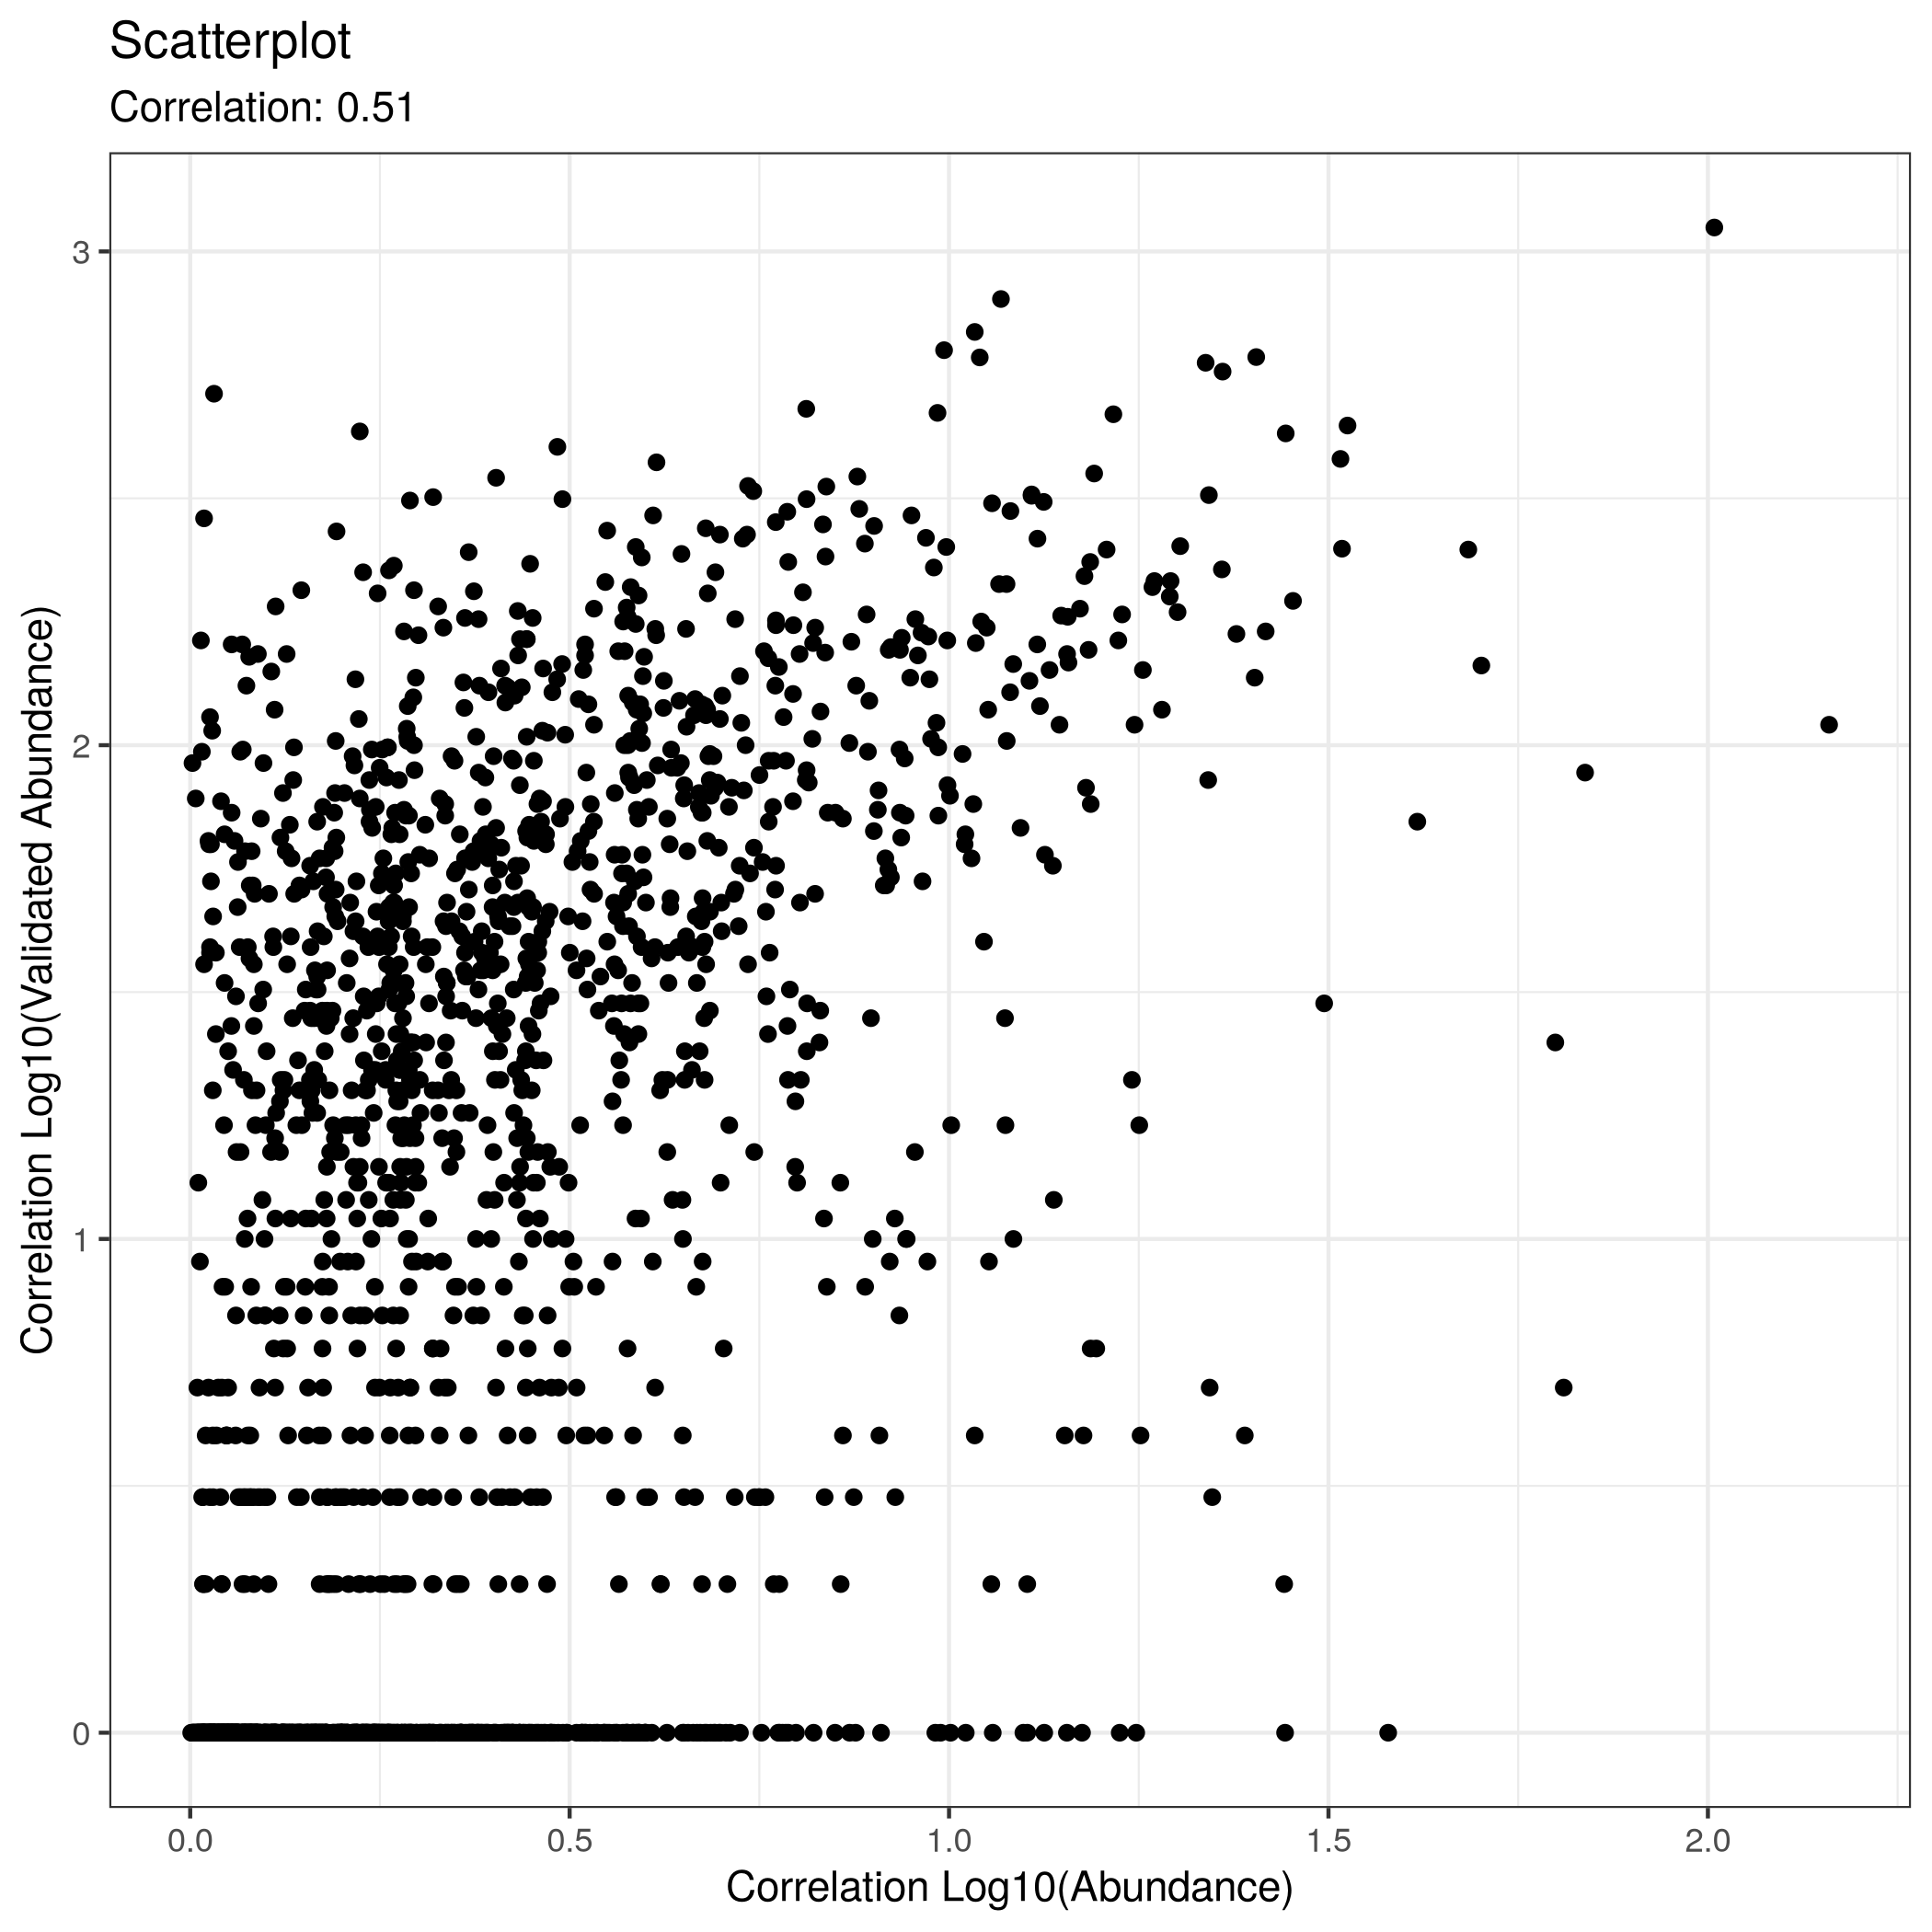 Scatterplot
Correlation: 0.51
Correlation Log10(Validated Abundance)
3
2
1
0
0.0
0.5
1.0
1.5
2.0
Correlation Log10(Abundance)